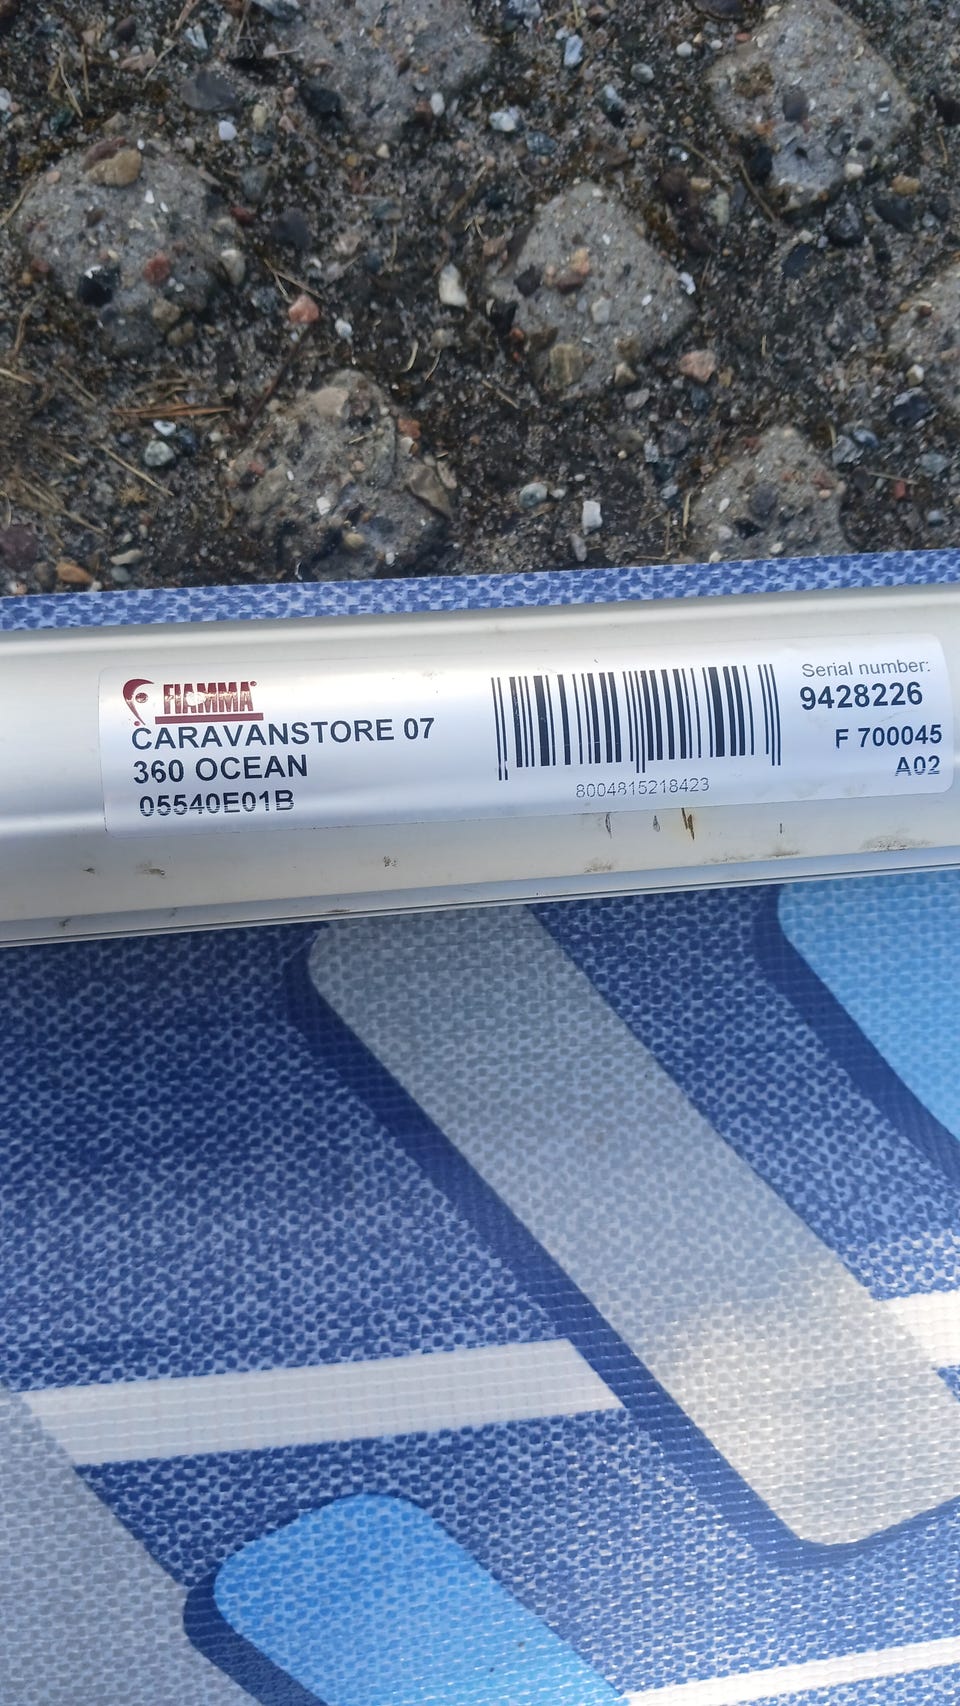 FIAMMA®
CARAVANSTORE 07
360 OCEAN
05540E01B
8004815218423
Serial number:
9428226
F 700045
A02